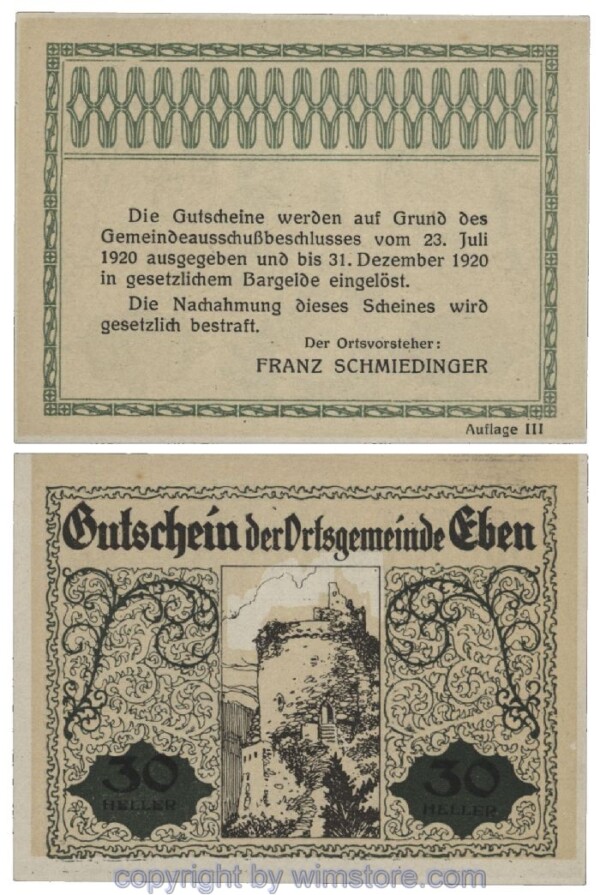 Die Gutscheine werden auf Grund des
Gemeindeausschußbeschlusses vom 23. Juli
1920 ausgegeben und bis 31. Dezember 1920
in gesetzlichem Bargelde eingelöst.
Die Nachahmung dieses Scheines wird
gesetzlich bestraft.
Der Ortsvorsteher:
FRANZ SCHMIEDINGER
Auflage III
Gutschein der Ortsgemeinde Eben
30 30
HELLER HELLER
copyright by wimstore.com